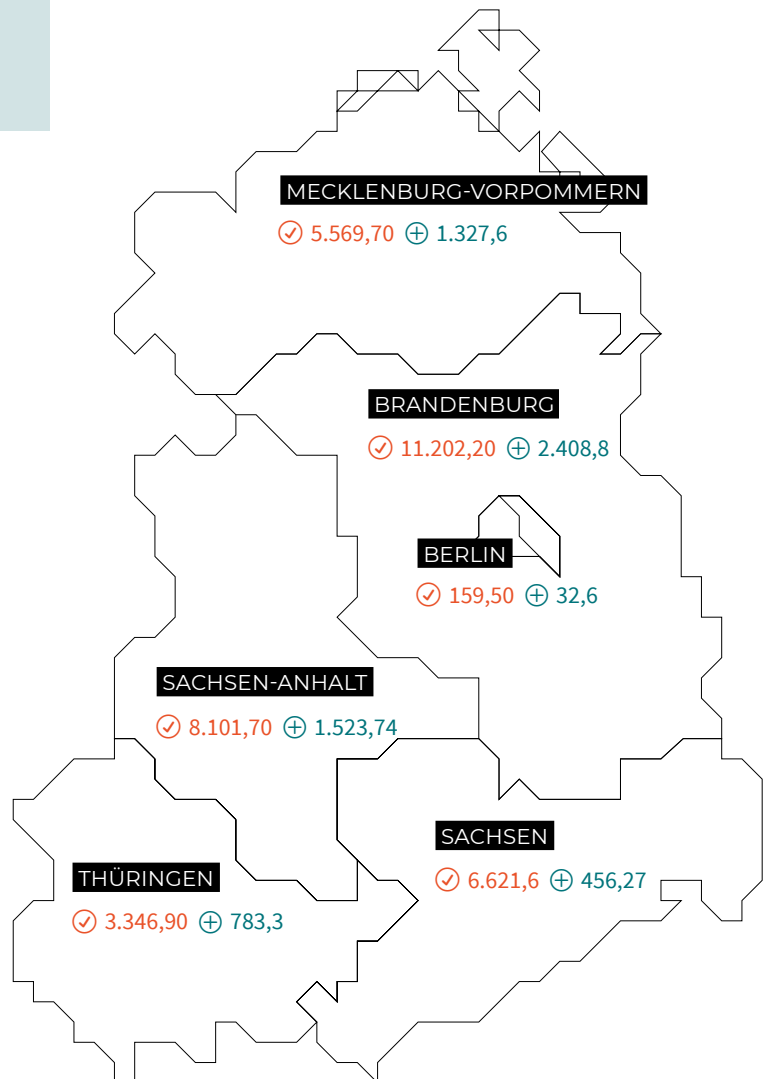 MECKLENBURG-VORPOMMERN
5.569,70 1.327,6
BRANDENBURG
11.202,20 2.408,8
BERLIN
159,50 32,6
SACHSEN-ANHALT
8.101,70 1.523,74
SACHSEN
6.621,6 456,27
THÜRINGEN
3.346,90 783,3